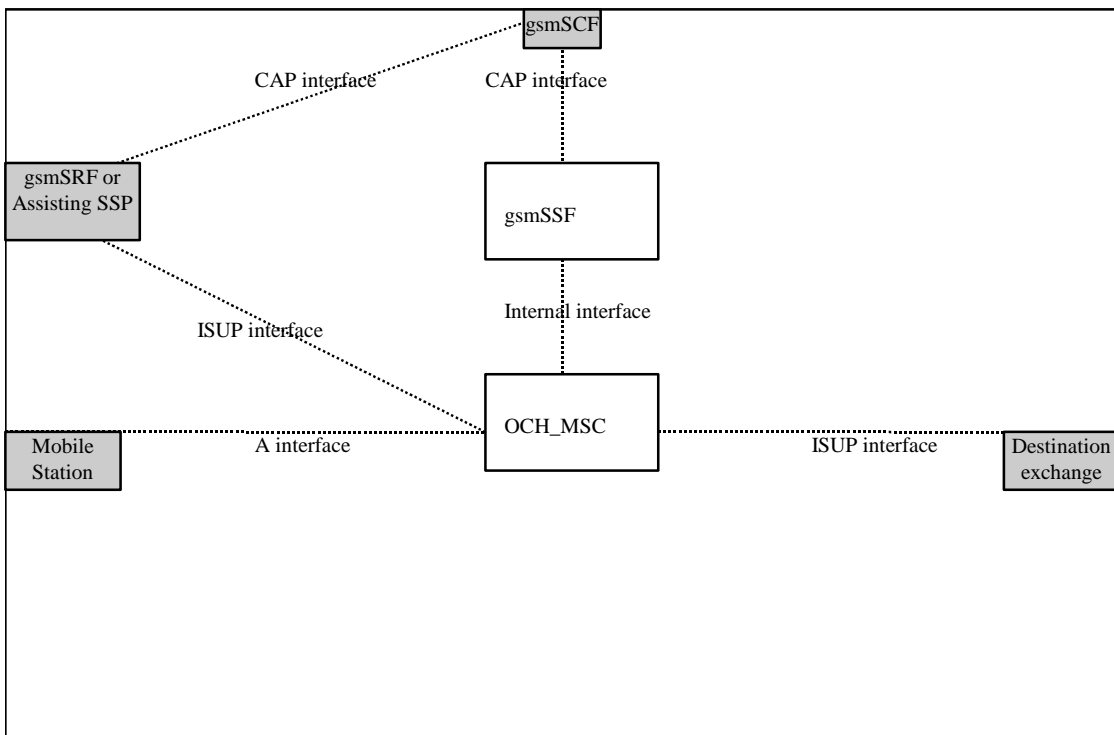 gsmSCF
CAP interface
CAP interface
gsmSRF or
Assisting SSP
gsmSSF
ISUP interface
Internal interface
OCH_MSC
Mobile
Station
A interface
ISUP interface
Destination
exchange